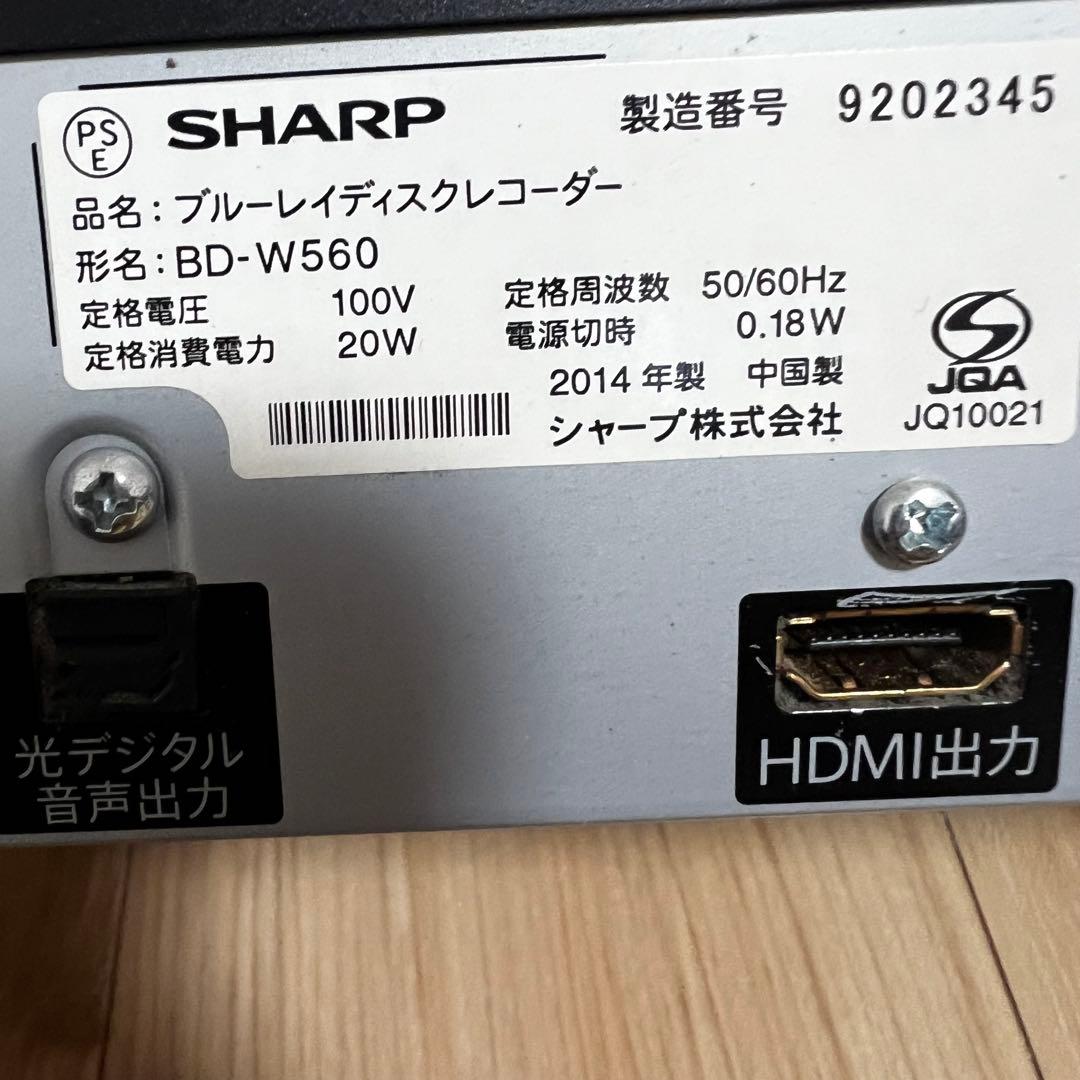 PS
E
SHARP 製造番号 9202345
品名：ブルーレイディスクレコーダー
形名：BD-W560
定格電圧 100V 定格周波数 50/60Hz
定格消費電力 20W 電源切時 0.18W
2014年製 中国製
シャープ株式会社
JQA
JQ10021
光デジタル
音声出力
HDMI出力